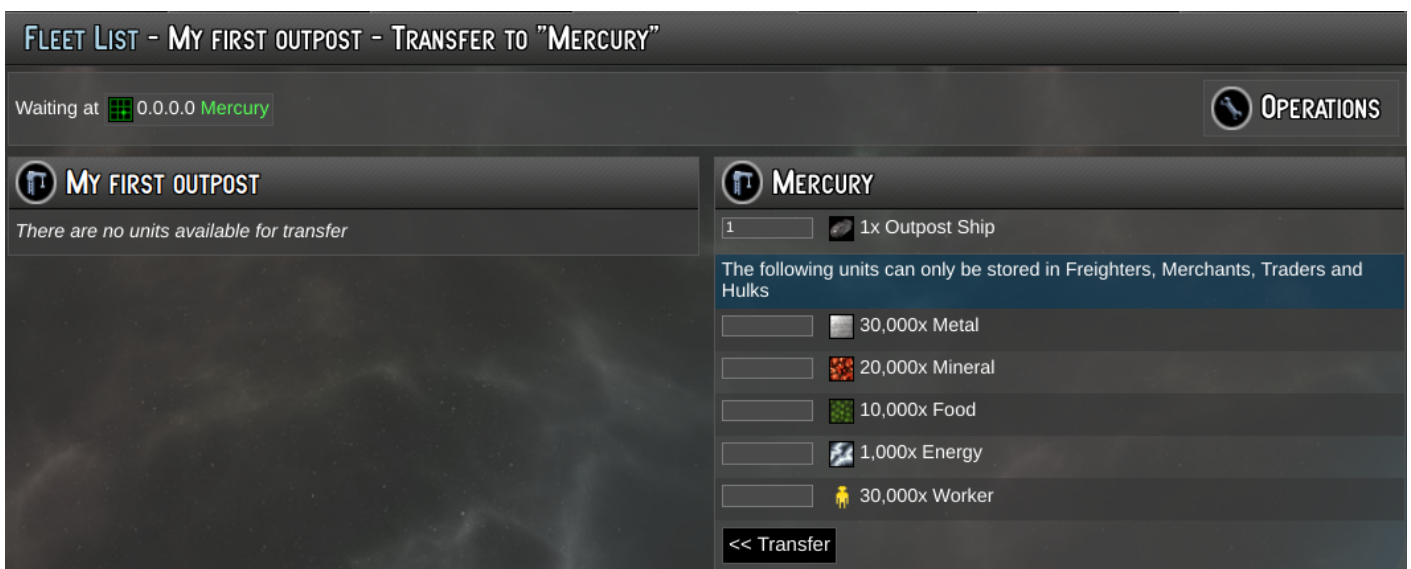 Fleet List - My first outpost - Transfer to "Mercury"
Waiting at 0.0.0.0 Mercury
Operations
My first outpost
There are no units available for transfer
Mercury
1 1x Outpost Ship
The following units can only be stored in Freighters, Merchants, Traders and
Hulks
30,000x Metal
20,000x Mineral
10,000x Food
1,000x Energy
30,000x Worker
<< Transfer